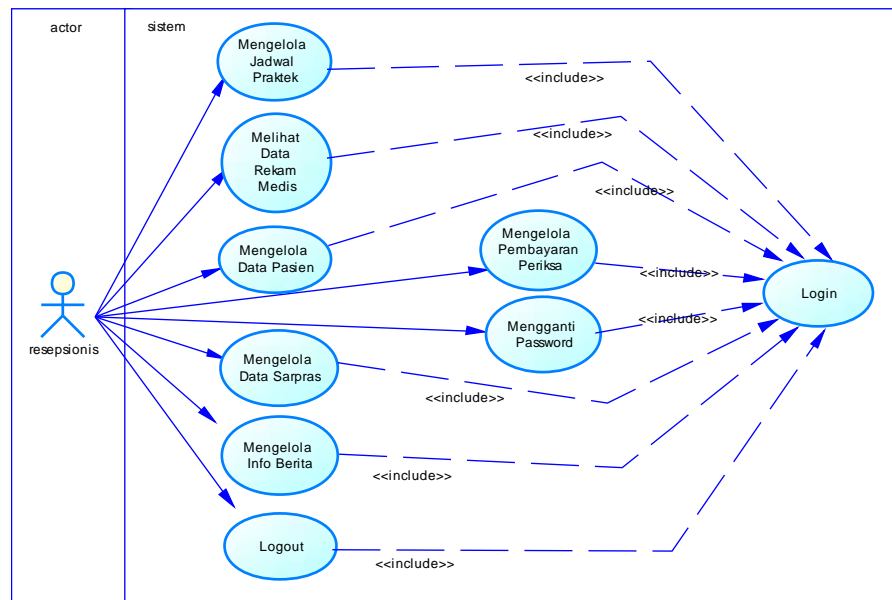 actor
sistem
Mengelola
Jadwal
Praktek
<<include>>
Melihat
Data
Rekam
Medis
<<include>>
<<include>>
Mengelola
Data Pasien
Mengelola
Pembayaran
Periksa
<<include>>
Login
resepsionis
Mengganti
Password
<<include>>
Mengelola
Data Sarpras
<<include>>
Mengelola
Info Berita
<<include>>
Logout
<<include>>